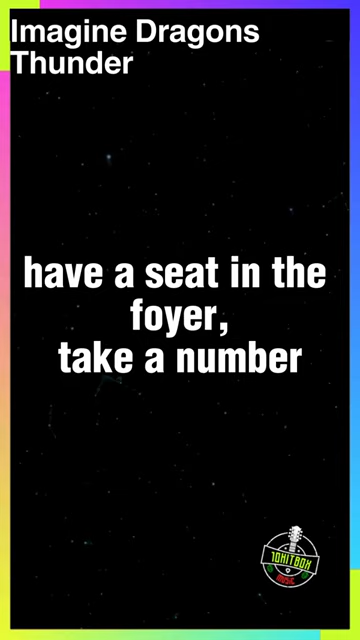 Imagine Dragons
Thunder
have a seat in the
foyer,
take a number
10HITBOX
MUSIC